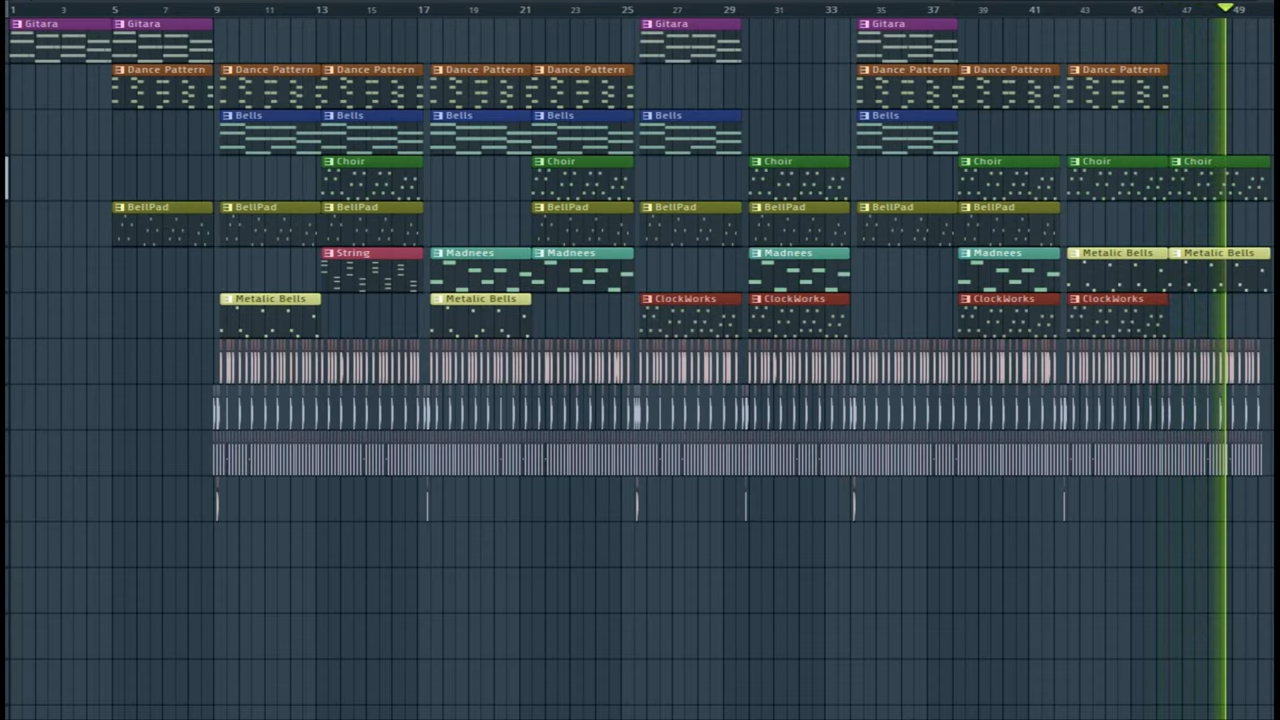 1 3 5 7 9 11 13 15 17 19 21 23 25 27 29 31 33 35 37 39 41 43 45 47 49
Gitara Gitara Gitara Gitara
Dance Pattern Dance Pattern Dance Pattern Dance Pattern Dance Pattern Dance Pattern Dance Pattern Dance Pattern
Bells Bells Bells Bells Bells Bells
Choir Choir Choir Choir Choir Choir
BellPad BellPad BellPad BellPad BellPad BellPad BellPad BellPad
String Madnees Madnees Madnees Madnees Metalic Bells Metalic Bells
Metalic Bells Metalic Bells ClockWorks ClockWorks ClockWorks ClockWorks